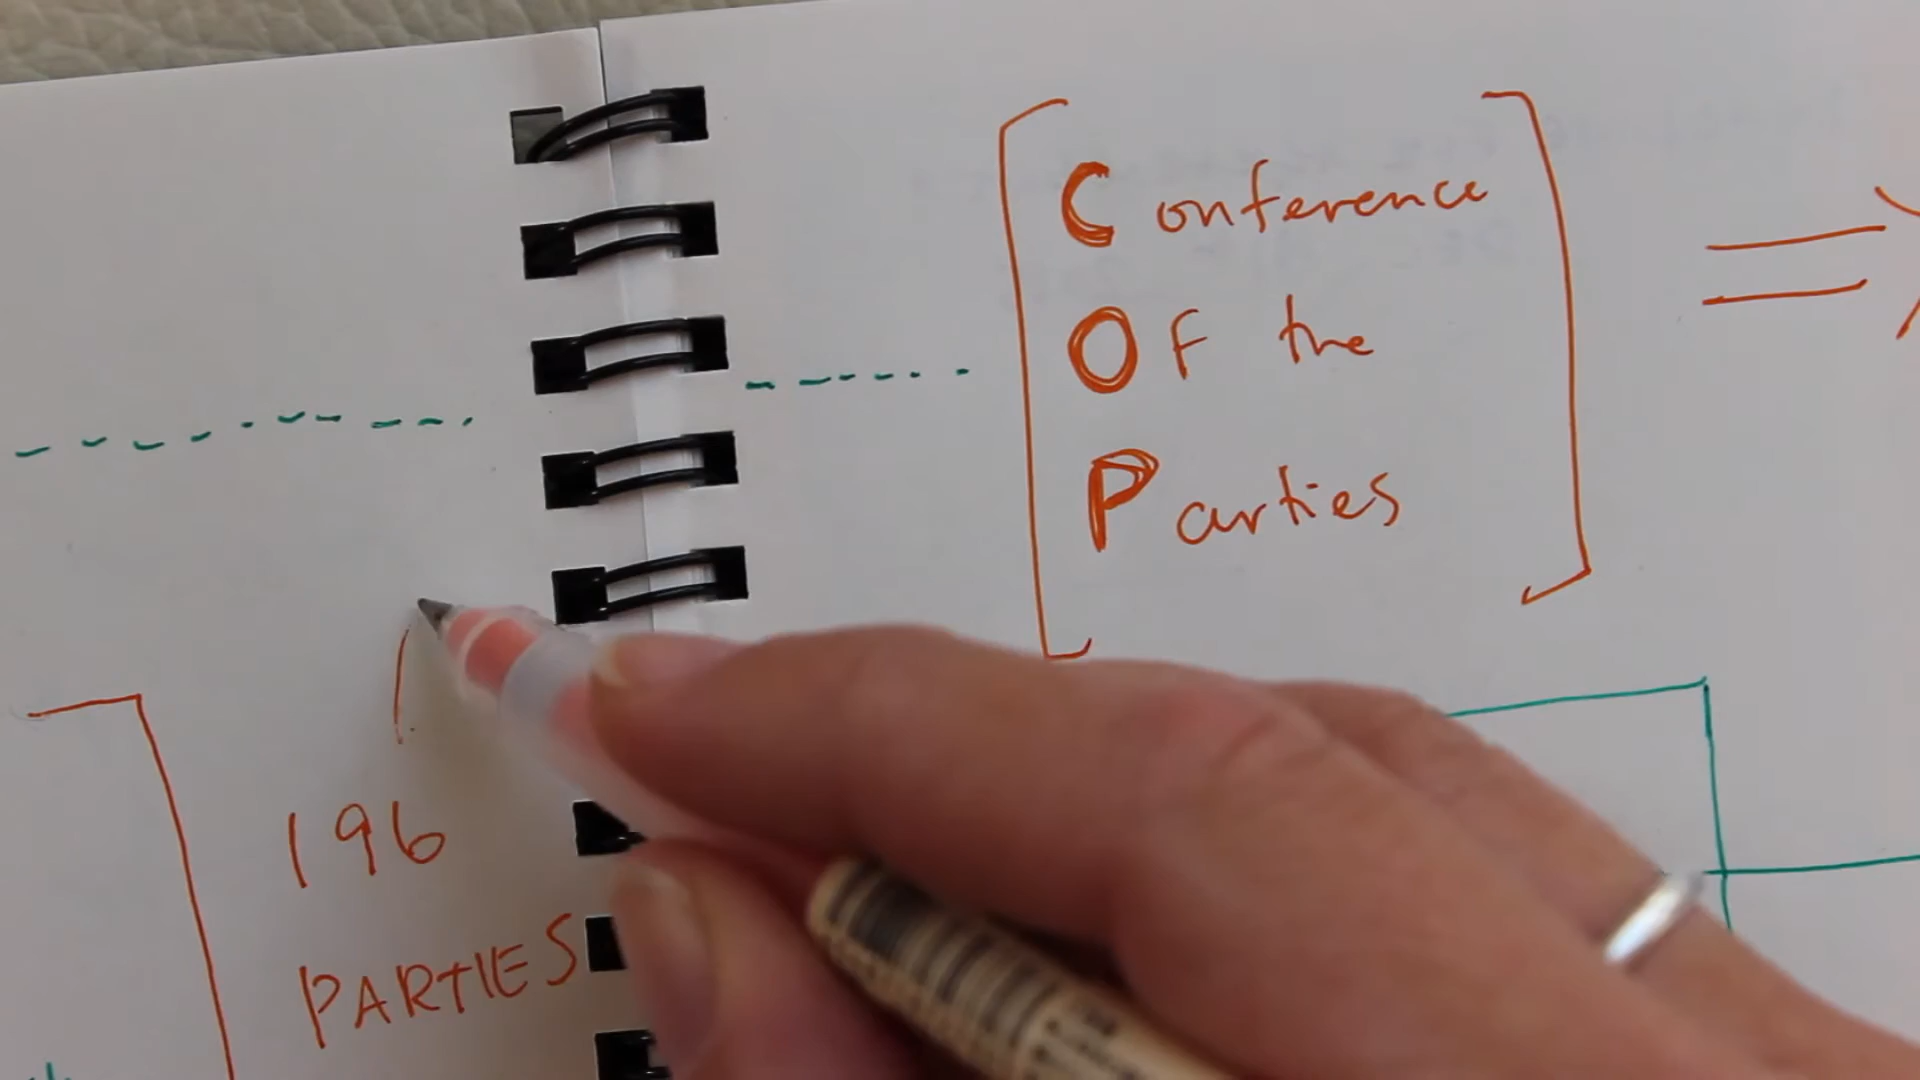 Conference
OF the
Parties
196
PARTIES